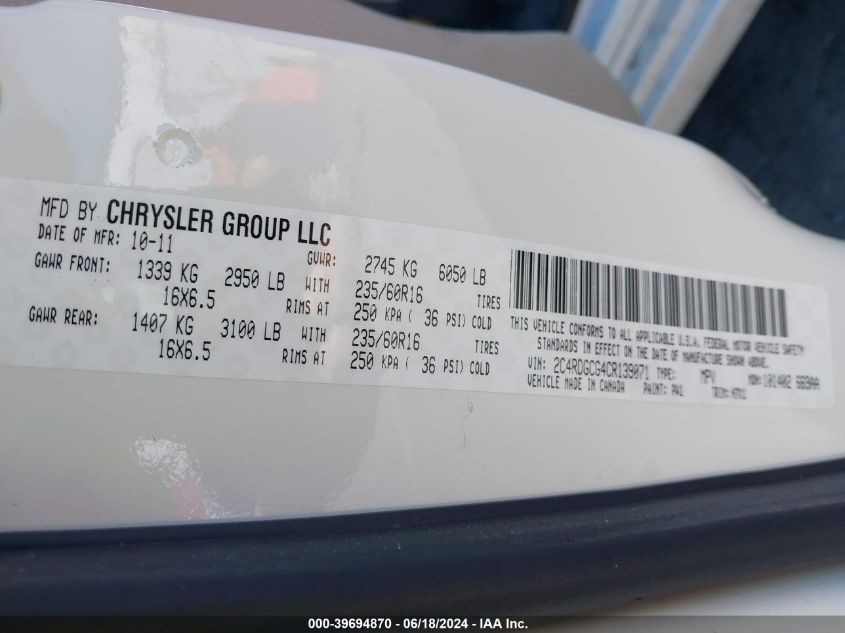 MFD BY CHRYSLER GROUP LLC
DATE OF MFR: 10-11 GVWR: 2745 KG 6050 LB
GAWR FRONT: 1339 KG 2950 LB WITH 235/60R16 TIRES
16X6.5 RIMS AT 250 KPA ( 36 PSI) COLD
GAWR REAR: 1407 KG 3100 LB WITH 235/60R16 TIRES
16X6.5 RIMS AT 250 KPA ( 36 PSI) COLD
THIS VEHICLE CONFORMS TO ALL APPLICABLE U.S.A. FEDERAL MOTOR VEHICLE SAFETY
STANDARDS IN EFFECT ON THE DATE OF MANUFACTURE SHOWN ABOVE.
VIN: 2C4RDGCG4CR139071 TYPE: MPV MDH: 101402 669AA
VEHICLE MADE IN CANADA PAINT: PW1 TRIM:
000-39694870 / 06/18/2024 - IAA Inc.